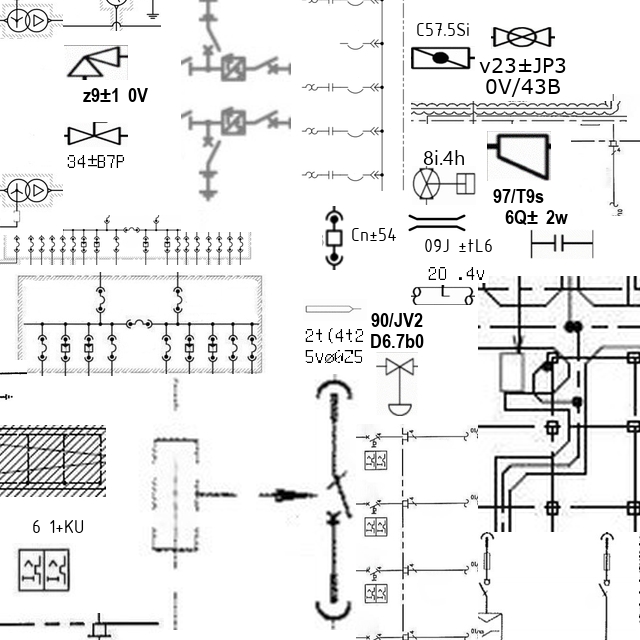 C57.5Si
v23±JP3
0V/43B
z9±1 0V
34±B7P
8i.4h
97/T9s
6Q± 2w
Cn±54
09J ±tL6
20 .4v
90/JV2
D6.7b0
2t(4t2
5vø0Z5
6 1+KU